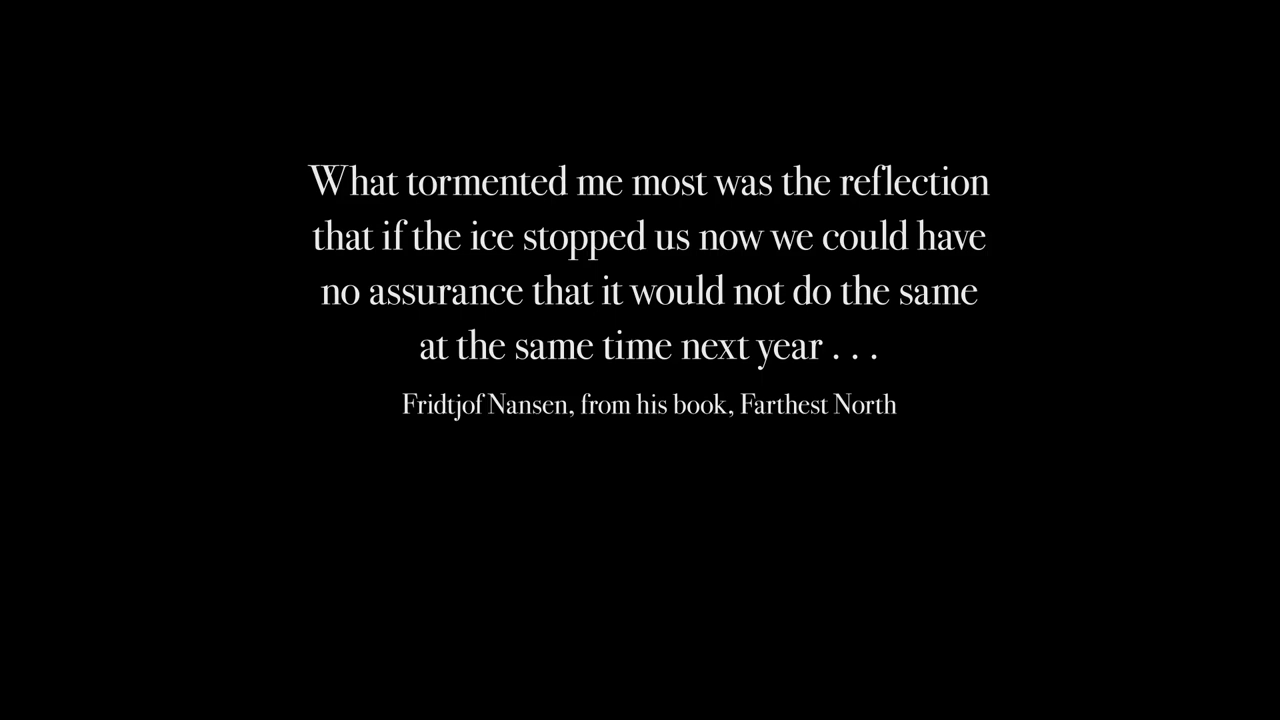 What tormented me most was the reflection
that if the ice stopped us now we could have
no assurance that it would not do the same
at the same time next year . . .
Fridtjof Nansen, from his book, Farthest North